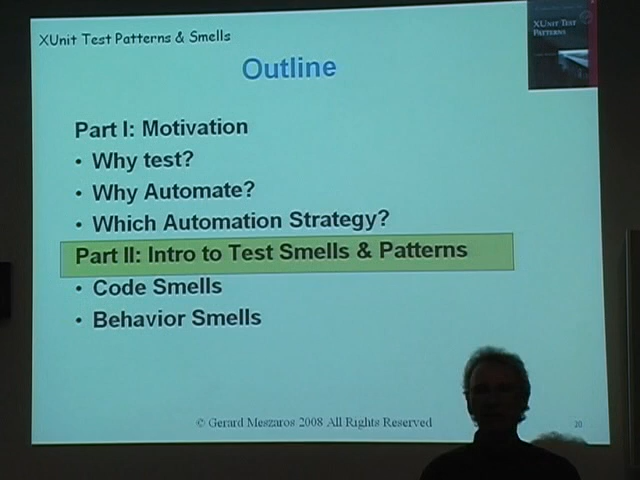 XUnit Test Patterns & Smells
XUnit Test
Patterns
Outline
Part I: Motivation
• Why test?
• Why Automate?
• Which Automation Strategy?
Part II: Intro to Test Smells & Patterns
• Code Smells
• Behavior Smells
© Gerard Meszaros 2008 All Rights Reserved
20